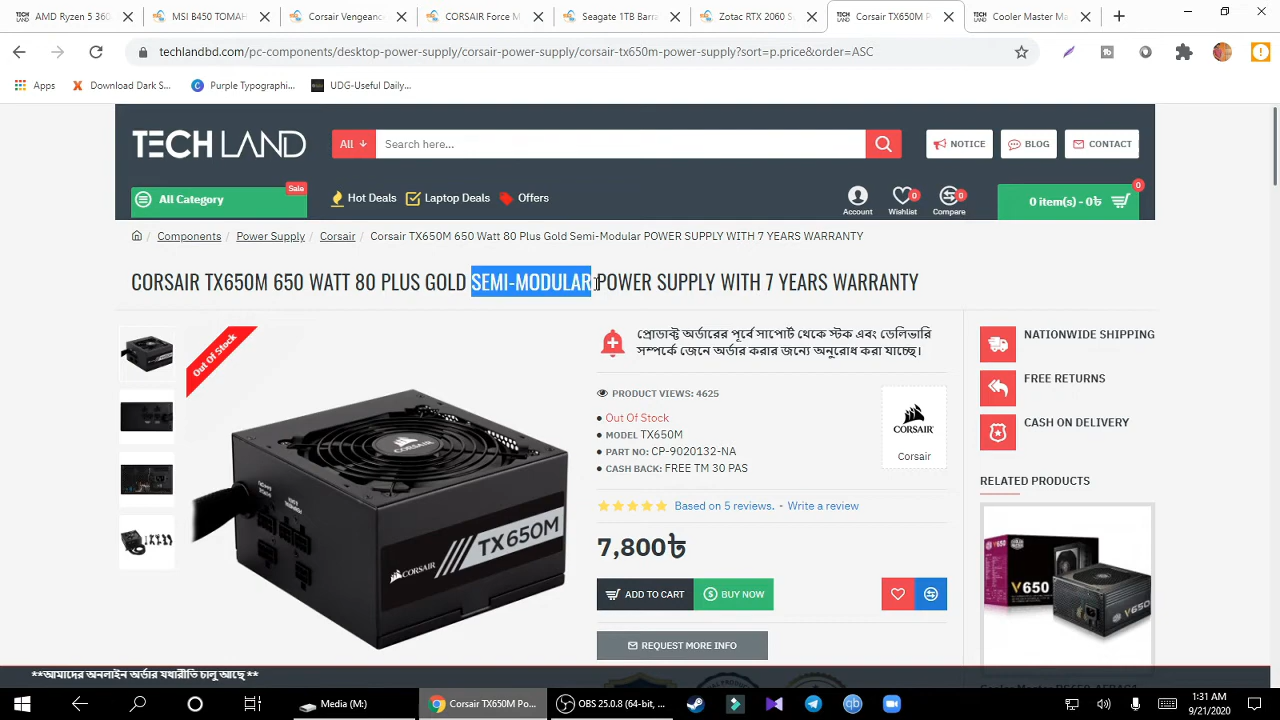 AMD Ryzen 5 360
MSI B450 TOMAH
Corsair Vengeanc
CORSAIR Force M
Seagate 1TB Barra
Zotac RTX 2060 S
Corsair TX650M P
Cooler Master Ma
techlandbd.com/pc-components/desktop-power-supply/corsair-power-supply/corsair-tx650m-power-supply?sort=p.price&order=ASC
Apps
Download Dark S...
Purple Typographi...
UDG-Useful Daily...
TECHLAND
All
Search here...
NOTICE
BLOG
CONTACT
All Category
Sale
Hot Deals
Laptop Deals
Offers
Account
0
Wishlist
0
Compare
0 item(s) - 0৳
0
Components / Power Supply / Corsair / Corsair TX650M 650 Watt 80 Plus Gold Semi-Modular POWER SUPPLY WITH 7 YEARS WARRANTY
CORSAIR TX650M 650 WATT 80 PLUS GOLD SEMI-MODULAR POWER SUPPLY WITH 7 YEARS WARRANTY
Out Of Stock
CORSAIR
TX650M
CORSAIR
প্রোডাক্ট অর্ডারের পূর্বে সাপোর্ট থেকে স্টক এবং ডেলিভারি
সম্পর্কে জেনে অর্ডার করার জন্যে অনুরোধ করা যাচ্ছে।
PRODUCT VIEWS: 4625
• Out Of Stock
• MODEL TX650M
• PART NO: CP-9020132-NA
• CASH BACK: FREE TM 30 PAS
CORSAIR
Corsair
Based on 5 reviews. - Write a review
7,800৳
ADD TO CART
BUY NOW
REQUEST MORE INFO
NATIONWIDE SHIPPING
FREE RETURNS
CASH ON DELIVERY
RELATED PRODUCTS
V650
V650
**আমাদের অনলাইন অর্ডার যথারীতি চালু আছে **
Media (M:)
Corsair TX650M Po...
OBS 25.0.8 (64-bit, ...
1:31 AM
9/21/2020